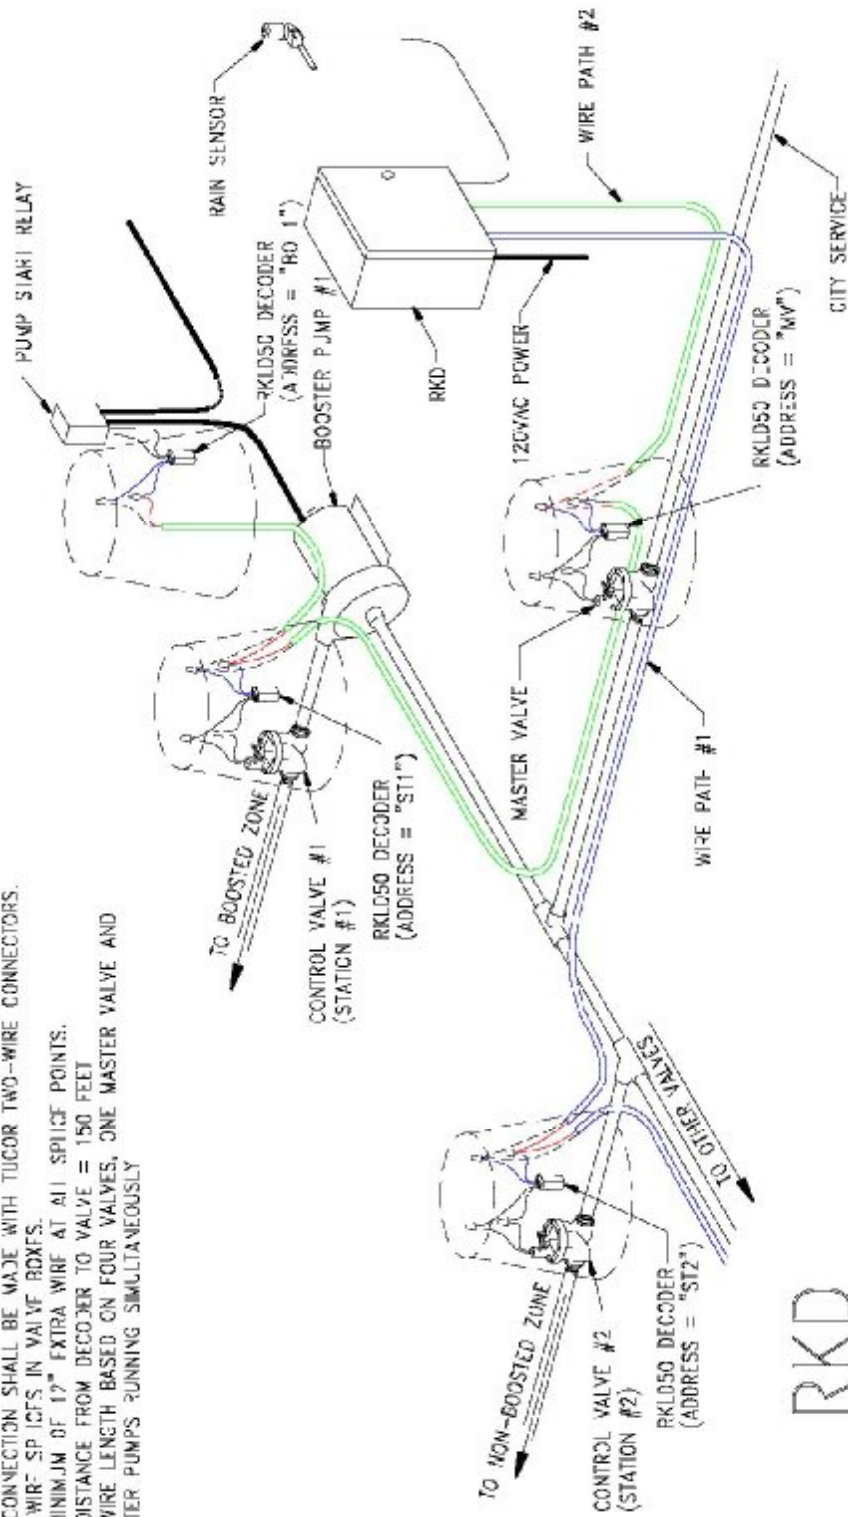 CONNECTION SHALL BE MADE WITH TUCOR TWO-WIRE CONNECTORS.
WIRE SPLICES IN VALVE BOXES.
MINIMUM OF 12" EXTRA WIRE AT ALL SPLICE POINTS.
DISTANCE FROM DECODER TO VALVE = 150 FEET
WIRE LENGTH BASED ON FOUR VALVES, ONE MASTER VALVE AND
PUMPS RUNNING SIMULTANEOUSLY
PUMP START RELAY
RAIN SENSOR
RKLD50 DECODER
(ADDRESS = "BO 1")
BOOSTER PUMP #1
RKD
120VAC POWER
WIRE PATH #2
CITY SERVICE
RKLD50 DECODER
(ADDRESS = "MV")
MASTER VALVE
WIRE PATH #1
TO BOOSTED ZONE
CONTROL VALVE #1
(STATION #1)
RKLD50 DECODER
(ADDRESS = "ST1")
TO OTHER VALVES
TO NON-BOOSTED ZONE
CONTROL VALVE #2
(STATION #2)
RKLD50 DECODER
(ADDRESS = "ST2")
RKD